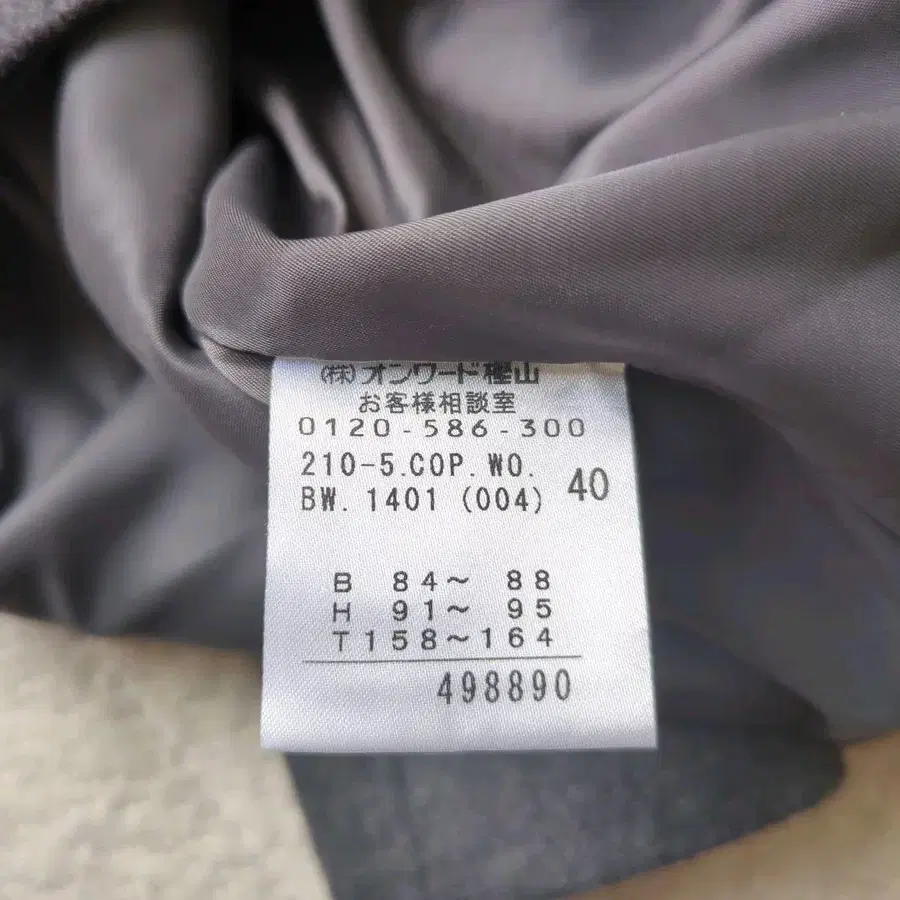 (株)オンワード樫山
お客様相談室
0120-586-300
210-5.COP.WO.
BW.1401 (004) 40
B 84～ 88
H 91～ 95
T158～164
498890